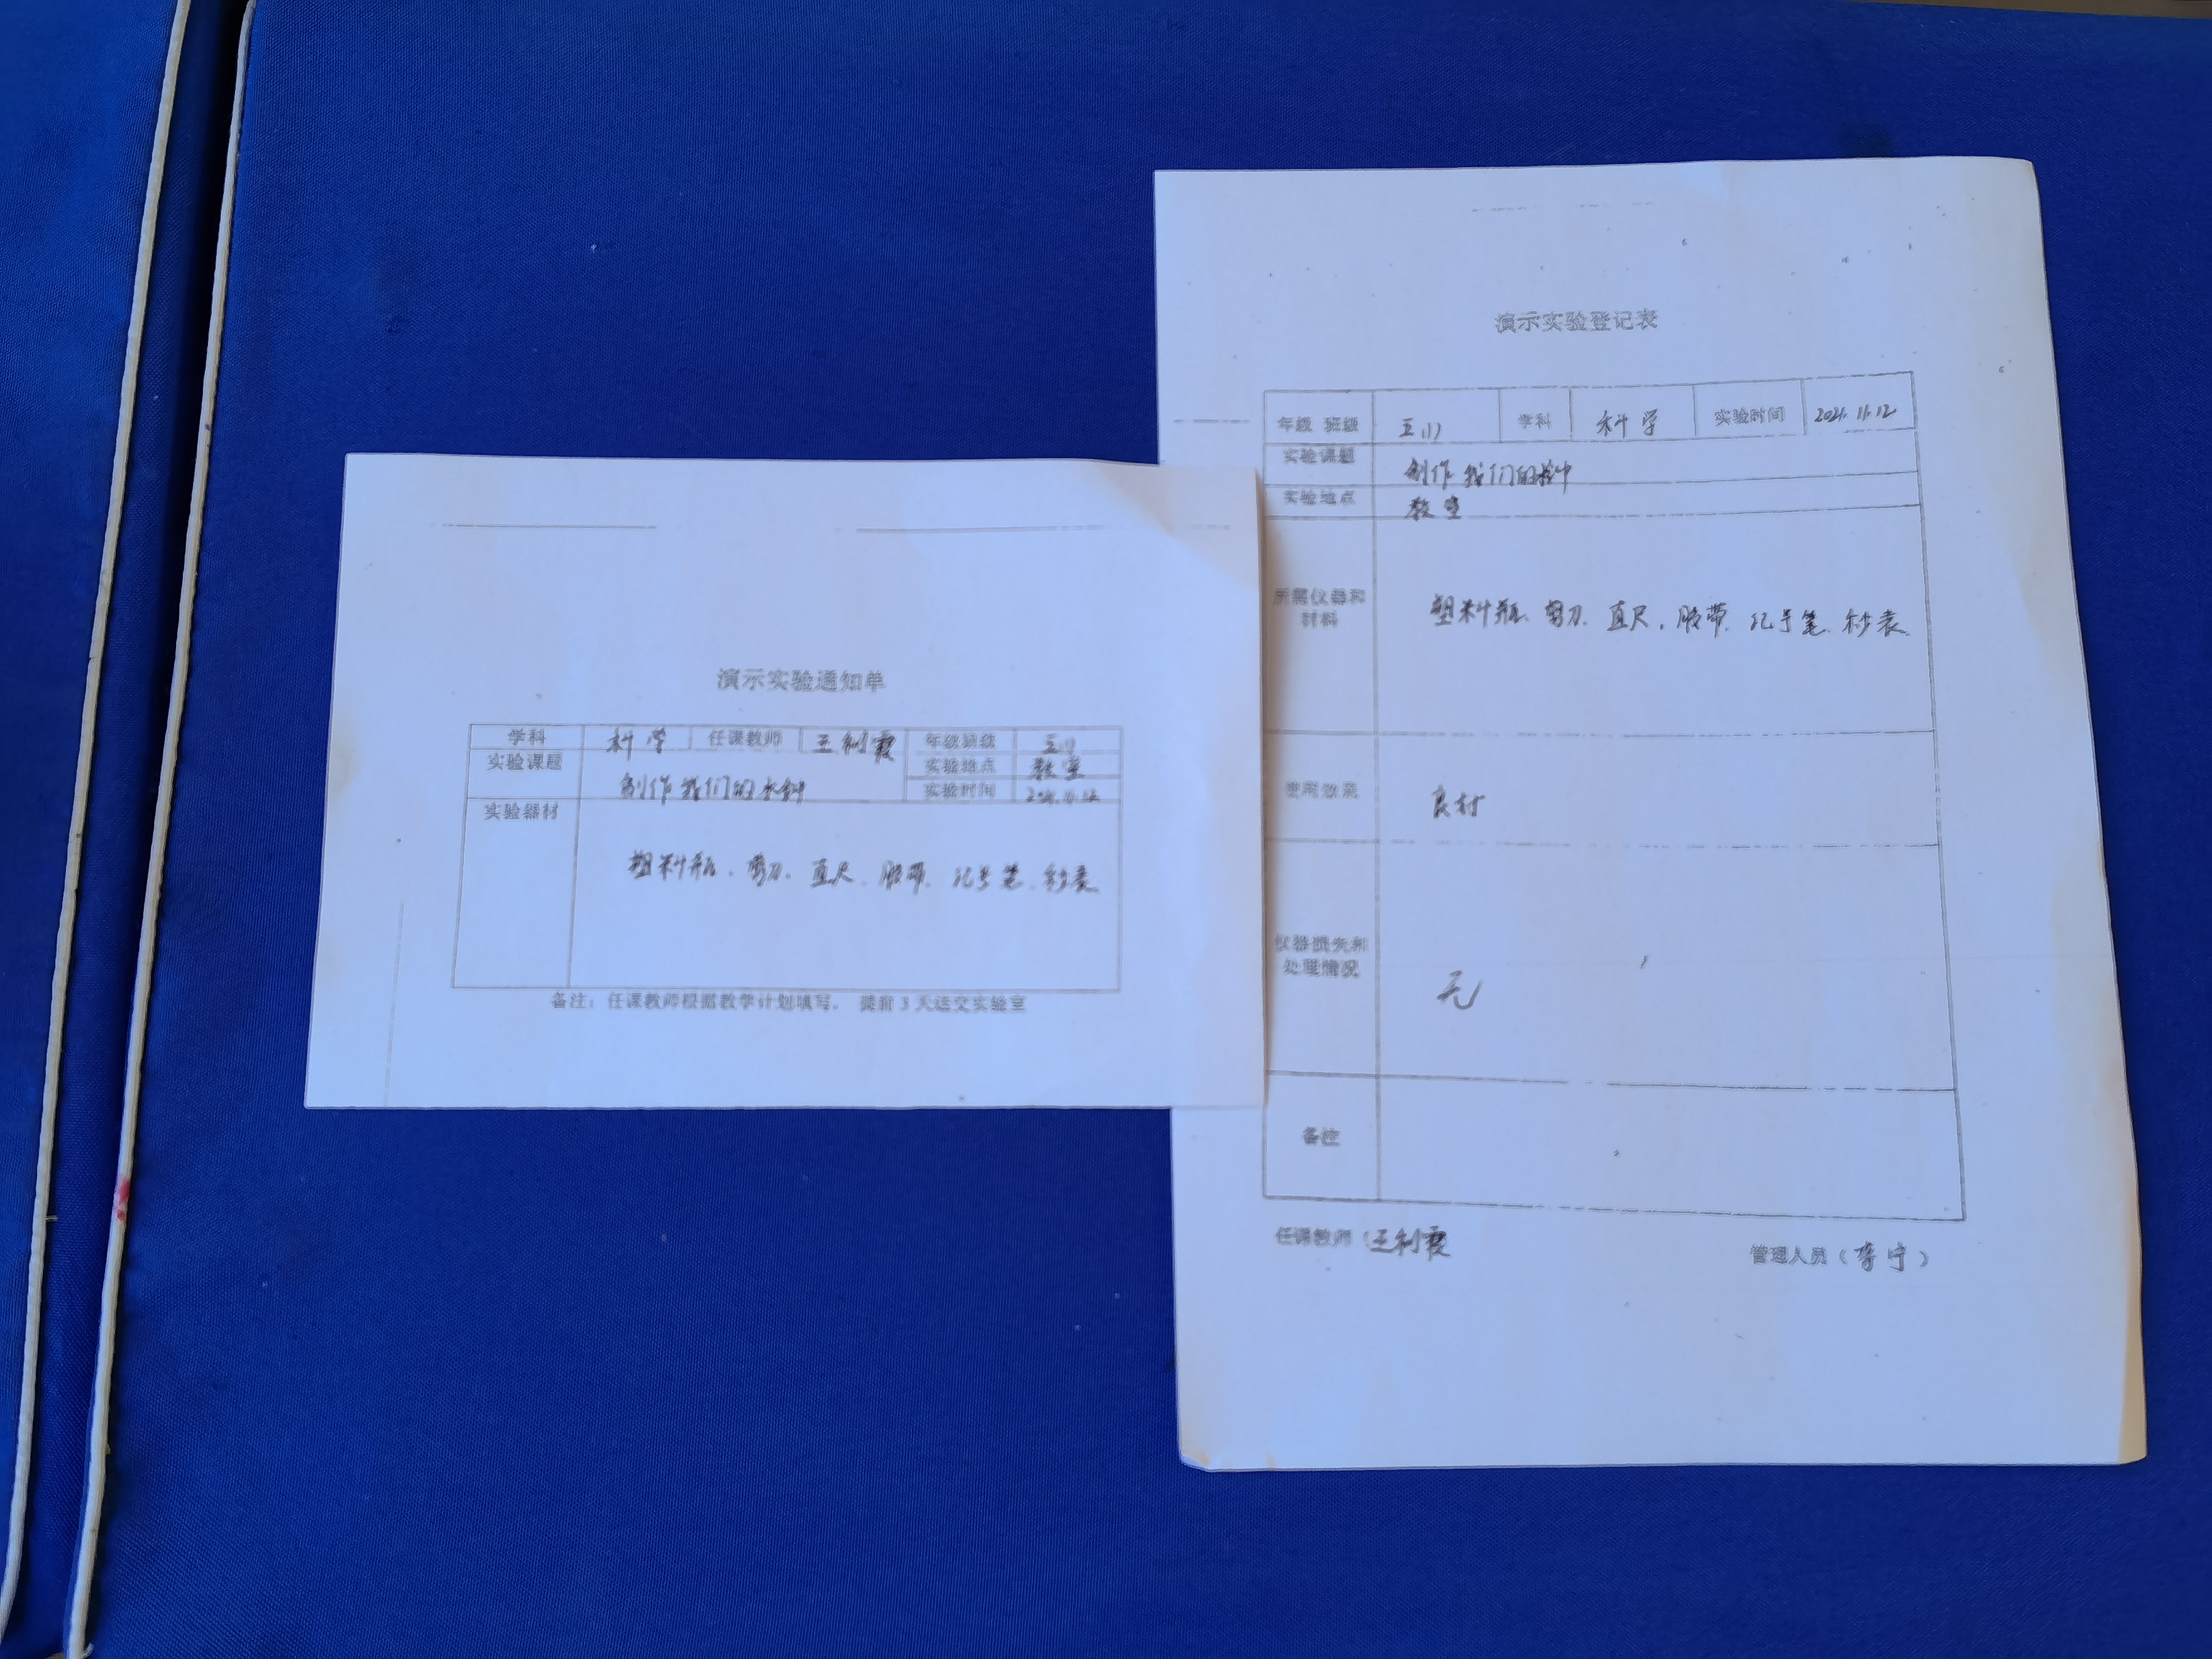 演示实验通知单
学科 科学 任课教师 王利霞 年级班级 五(1)
实验课题 制作我们的水钟 实验地点 教室
实验时间 2021.11.12
实验器材 塑料瓶、剪刀、直尺、胶带、记号笔、秒表
备注：任课教师根据教学计划填写，提前3天送交实验室
演示实验登记表
年级 班级 五(1) 学科 科学 实验时间 2021.11.12
实验课题 制作我们的水钟
实验地点 教室
所需仪器和
材料 塑料瓶、剪刀、直尺、胶带、记号笔、秒表
使用效果 良好
仪器损失和
处理情况 无
备注
任课教师（王利霞 管理人员（李宁）